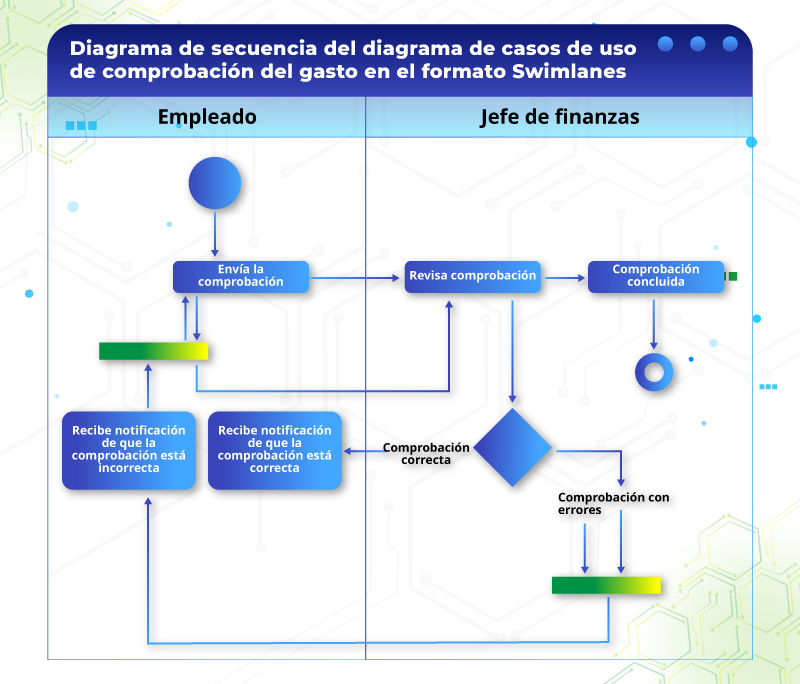 Diagrama de secuencia del diagrama de casos de uso
de comprobación del gasto en el formato Swimlanes
Empleado
Jefe de finanzas
Envía la
comprobación
Revisa comprobación
Comprobación
concluida
Recibe notificación
de que la
comprobación está
incorrecta
Recibe notificación
de que la
comprobación está
correcta
Comprobación
correcta
Comprobación con
errores